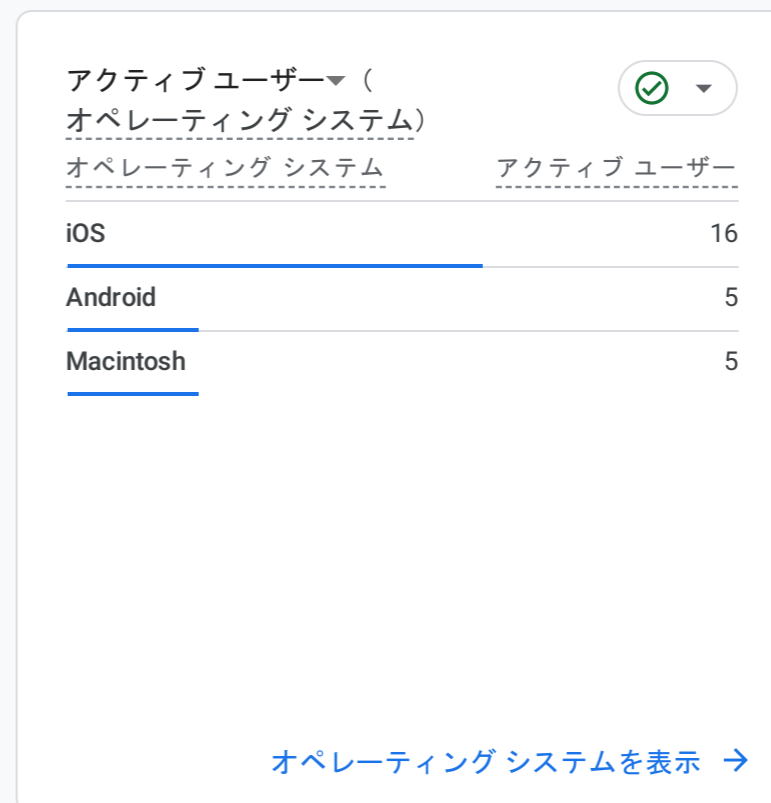 アクティブ ユーザー（
オペレーティング システム）
オペレーティング システム アクティブ ユーザー
iOS 16
Android 5
Macintosh 5
オペレーティング システムを表示